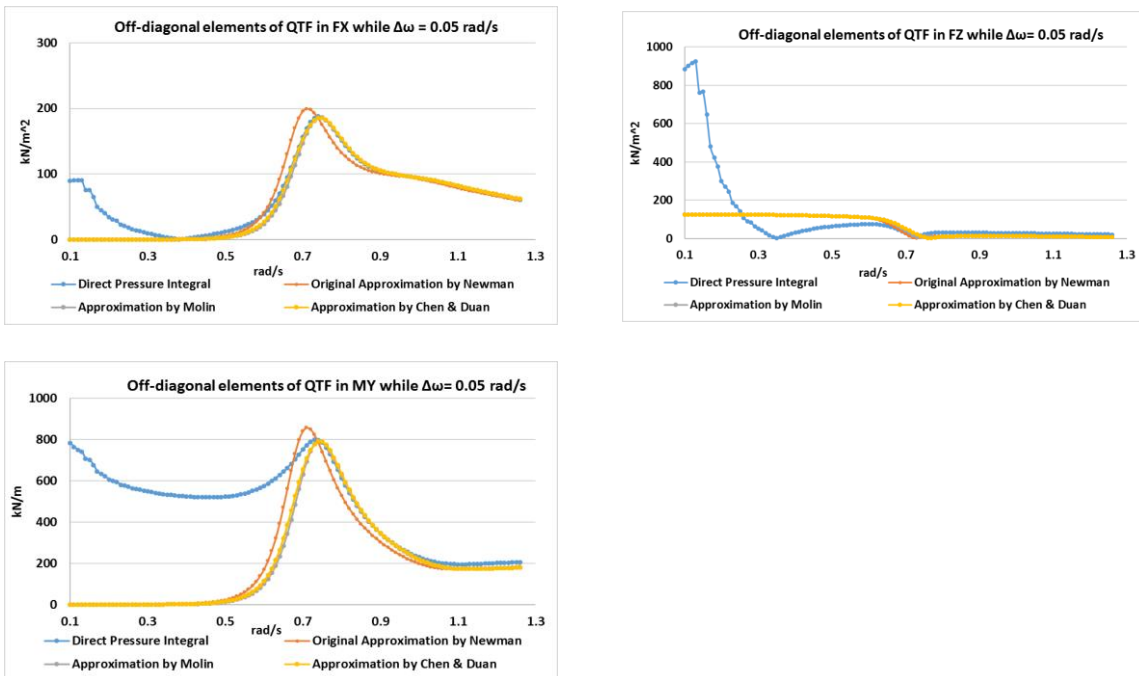 Off-diagonal elements of QTF in FX while Δω = 0.05 rad/s
300
200
100
0
kN/m^2
0.1 0.3 0.5 0.7 0.9 1.1 1.3
rad/s
Direct Pressure Integral Original Approximation by Newman
Approximation by Molin Approximation by Chen & Duan
Off-diagonal elements of QTF in FZ while Δω= 0.05 rad/s
1000
800
600
400
200
0
kN/m^2
0.1 0.3 0.5 0.7 0.9 1.1 1.3
rad/s
Direct Pressure Integral Original Approximation by Newman
Approximation by Molin Approximation by Chen & Duan
Off-diagonal elements of QTF in MY while Δω= 0.05 rad/s
1000
800
600
400
200
0
kN/m
0.1 0.3 0.5 0.7 0.9 1.1 1.3
rad/s
Direct Pressure Integral Original Approximation by Newman
Approximation by Molin Approximation by Chen & Duan